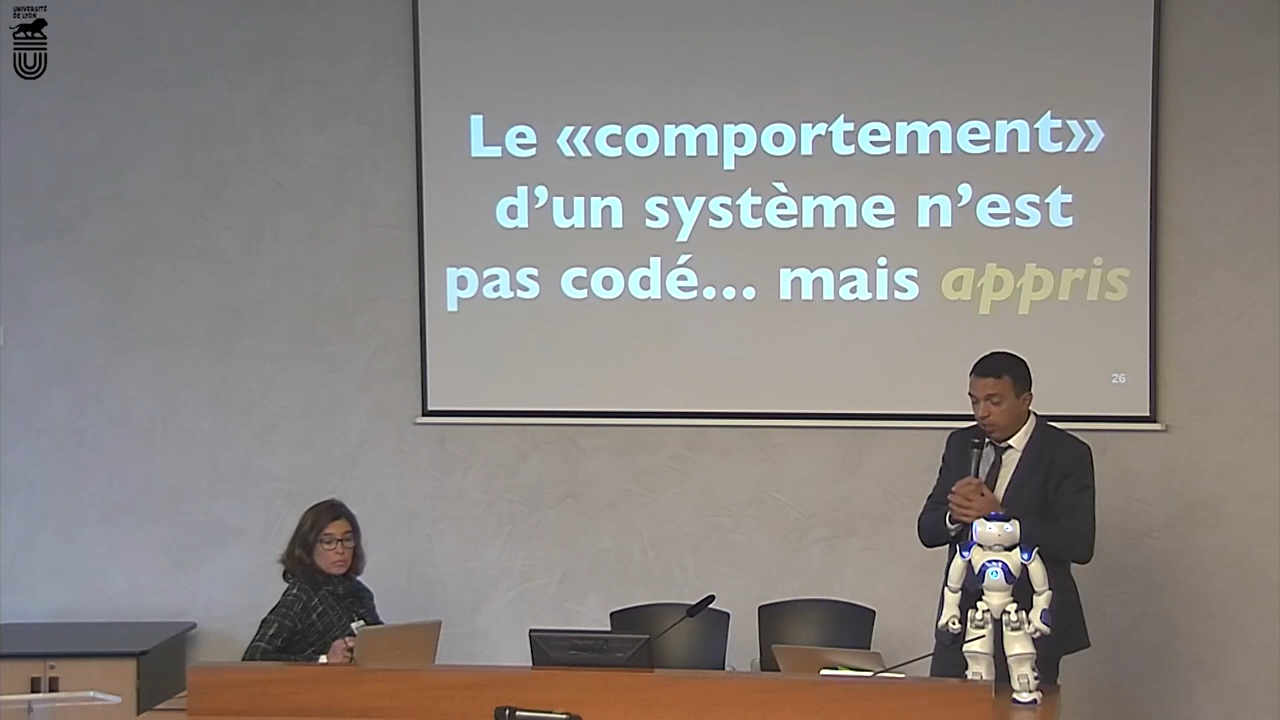 UNIVERSITÉ
DE LYON
Le «comportement»
d’un système n’est
pas codé... mais appris
26